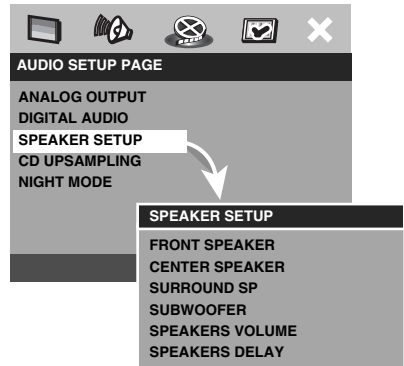 AUDIO SETUP PAGE
ANALOG OUTPUT
DIGITAL AUDIO
SPEAKER SETUP
CD UPSAMPLING
NIGHT MODE
SPEAKER SETUP
FRONT SPEAKER
CENTER SPEAKER
SURROUND SP
SUBWOOFER
SPEAKERS VOLUME
SPEAKERS DELAY